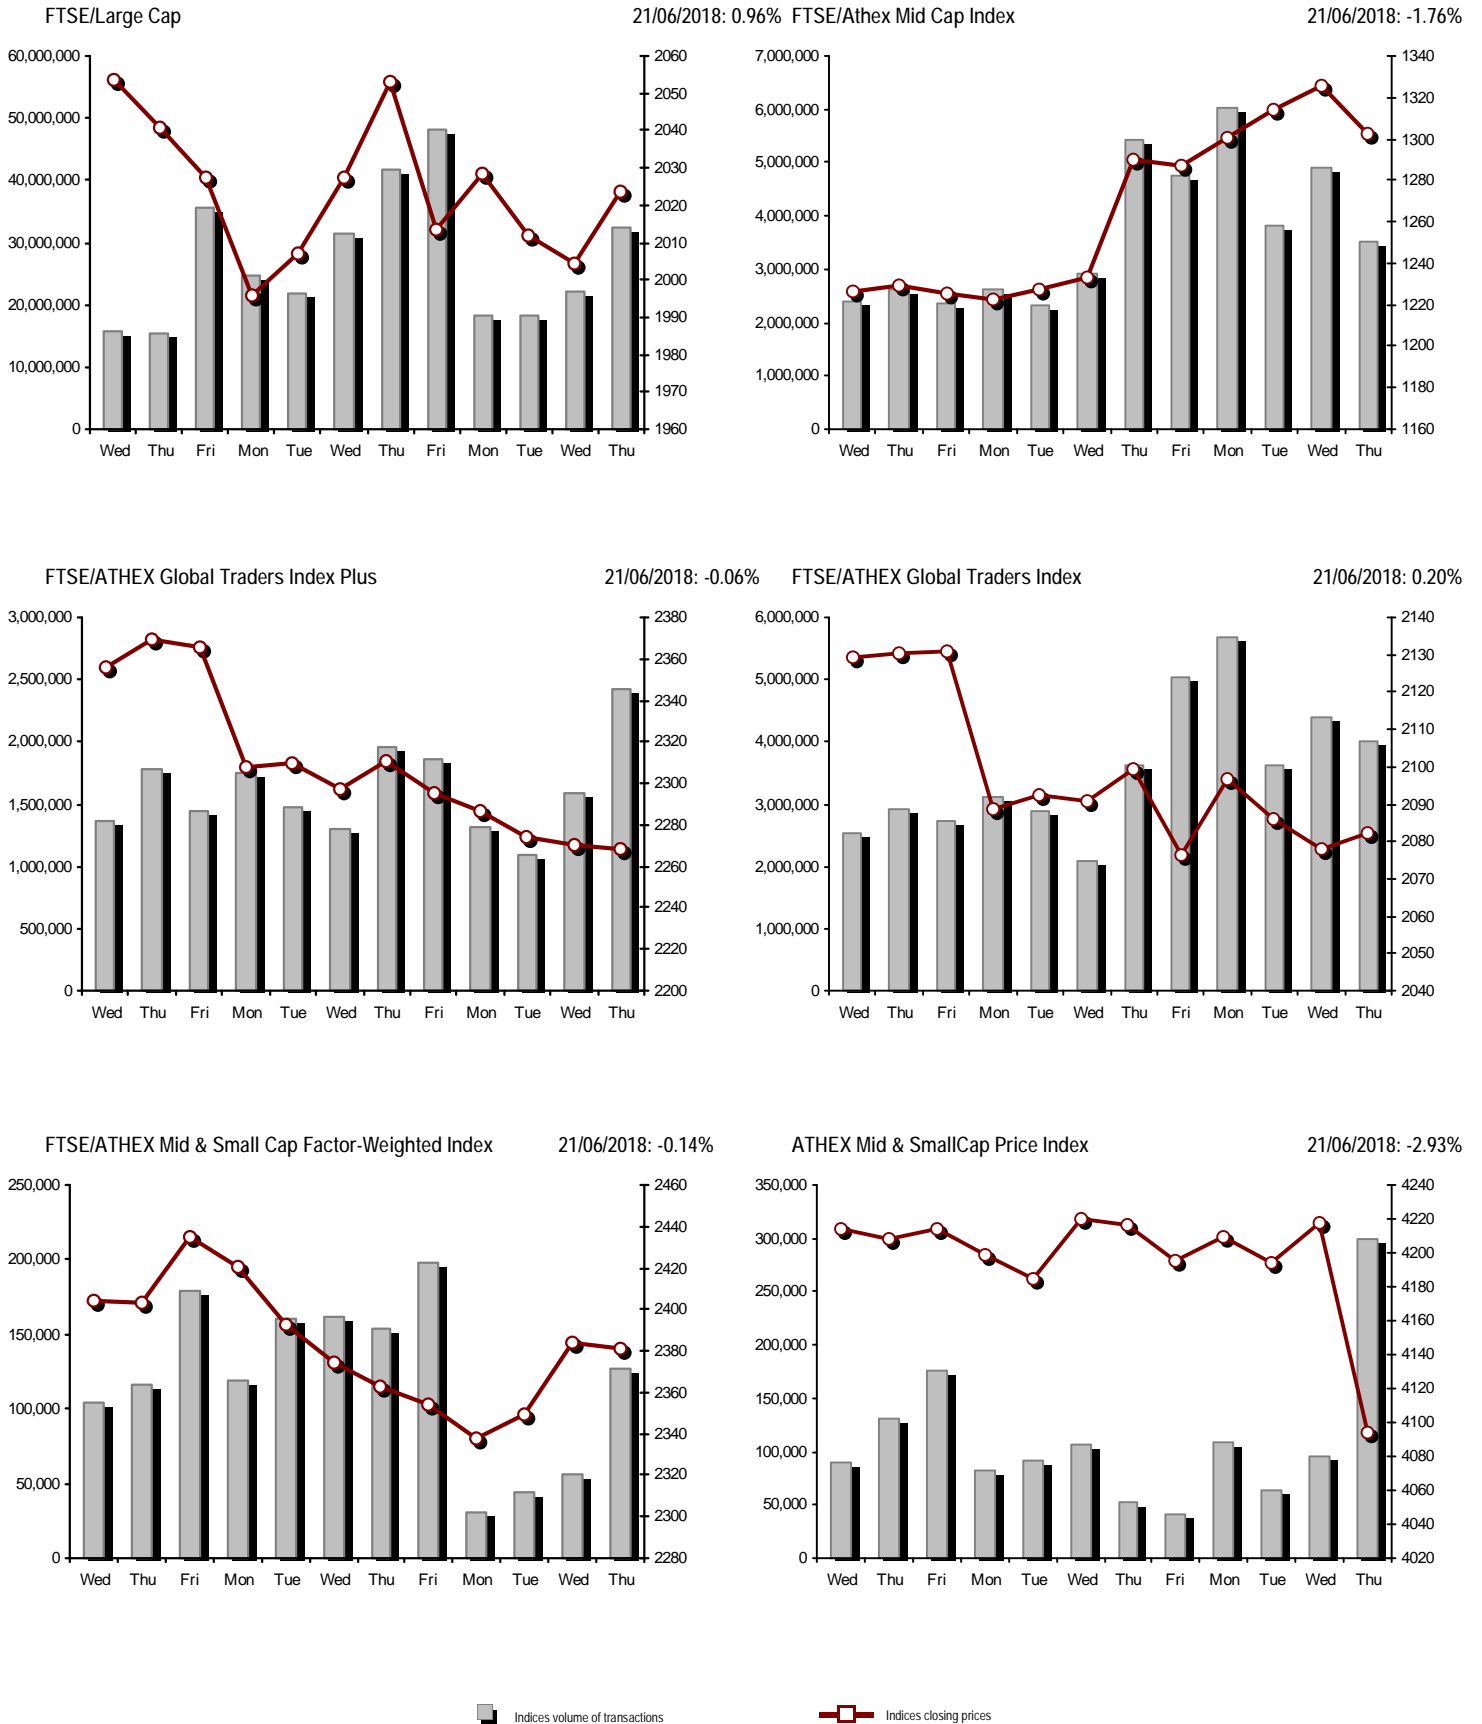 FTSE/Large Cap 21/06/2018: 0.96% FTSE/Athex Mid Cap Index 21/06/2018: -1.76%
60,000,000 2060 7,000,000 1340
2050 1320
50,000,000 6,000,000
2040 1300
40,000,000 2030 5,000,000 1280
2020 4,000,000 1260
30,000,000 2010
3,000,000 1240
2000
20,000,000 1990 2,000,000 1220
1980 1200
10,000,000 1970 1,000,000 1180
0 1960 0 1160
Wed Thu Fri Mon Tue Wed Thu Fri Mon Tue Wed Thu Wed Thu Fri Mon Tue Wed Thu Fri Mon Tue Wed Thu
FTSE/ATHEX Global Traders Index Plus 21/06/2018: -0.06% FTSE/ATHEX Global Traders Index 21/06/2018: 0.20%
3,000,000 2380 6,000,000 2140
2360 2130
2,500,000 5,000,000
2340 2120
2,000,000 2320 4,000,000 2110
2100
1,500,000 2300 3,000,000 2090
2280 2080
1,000,000 2260 2,000,000 2070
2240 2060
500,000 1,000,000
2220 2050
0 2200 0 2040
Wed Thu Fri Mon Tue Wed Thu Fri Mon Tue Wed Thu Wed Thu Fri Mon Tue Wed Thu Fri Mon Tue Wed Thu
FTSE/ATHEX Mid & Small Cap Factor-Weighted Index 21/06/2018: -0.14% ATHEX Mid & SmallCap Price Index 21/06/2018: -2.93%
250,000 2460 350,000 4240
2440 4220
300,000
200,000 2420 4200
250,000
2400 4180
150,000 200,000 4160
2380 4140
150,000
100,000 2360 4120
2340 4100
100,000 4080
50,000 2320 4060
50,000
2300 4040
0 2280 0 4020
Wed Thu Fri Mon Tue Wed Thu Fri Mon Tue Wed Thu Wed Thu Fri Mon Tue Wed Thu Fri Mon Tue Wed Thu
Indices volume of transactions Indices closing prices